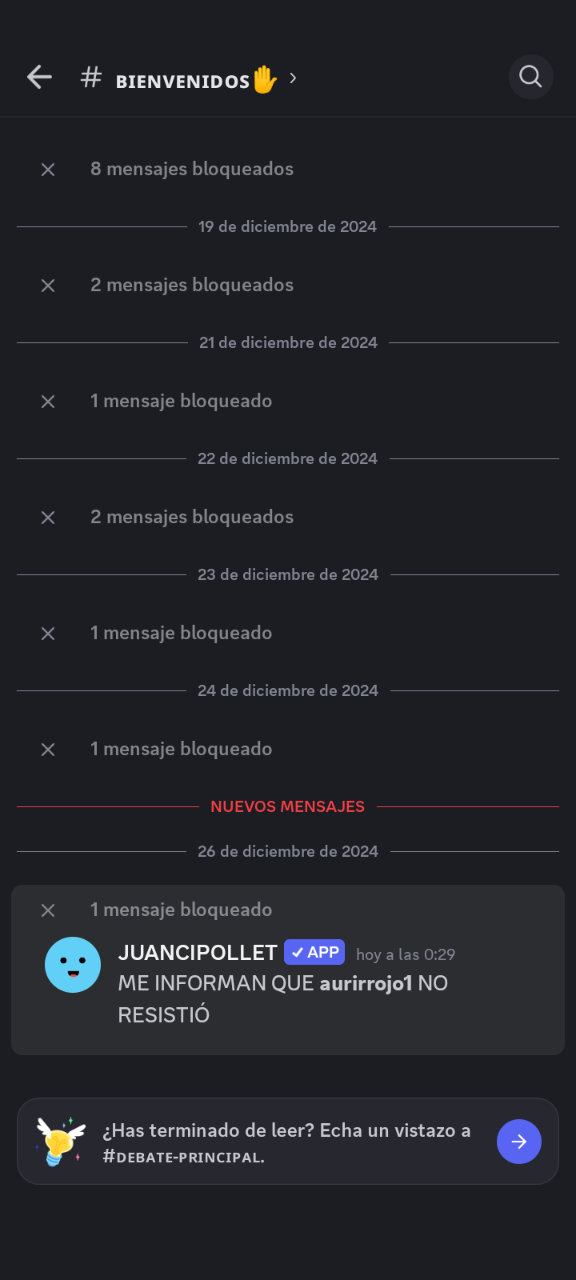 # BIENVENIDOS✋ ›
8 mensajes bloqueados
19 de diciembre de 2024
2 mensajes bloqueados
21 de diciembre de 2024
1 mensaje bloqueado
22 de diciembre de 2024
2 mensajes bloqueados
23 de diciembre de 2024
1 mensaje bloqueado
24 de diciembre de 2024
1 mensaje bloqueado
NUEVOS MENSAJES
26 de diciembre de 2024
1 mensaje bloqueado
JUANCIPOLLET ✓ APP hoy a las 0:29
ME INFORMAN QUE aurirrojo1 NO
RESISTIÓ
¿Has terminado de leer? Echa un vistazo a
#ᴅᴇʙᴀᴛᴇ-ᴘʀɪɴᴄɪᴘᴀʟ.